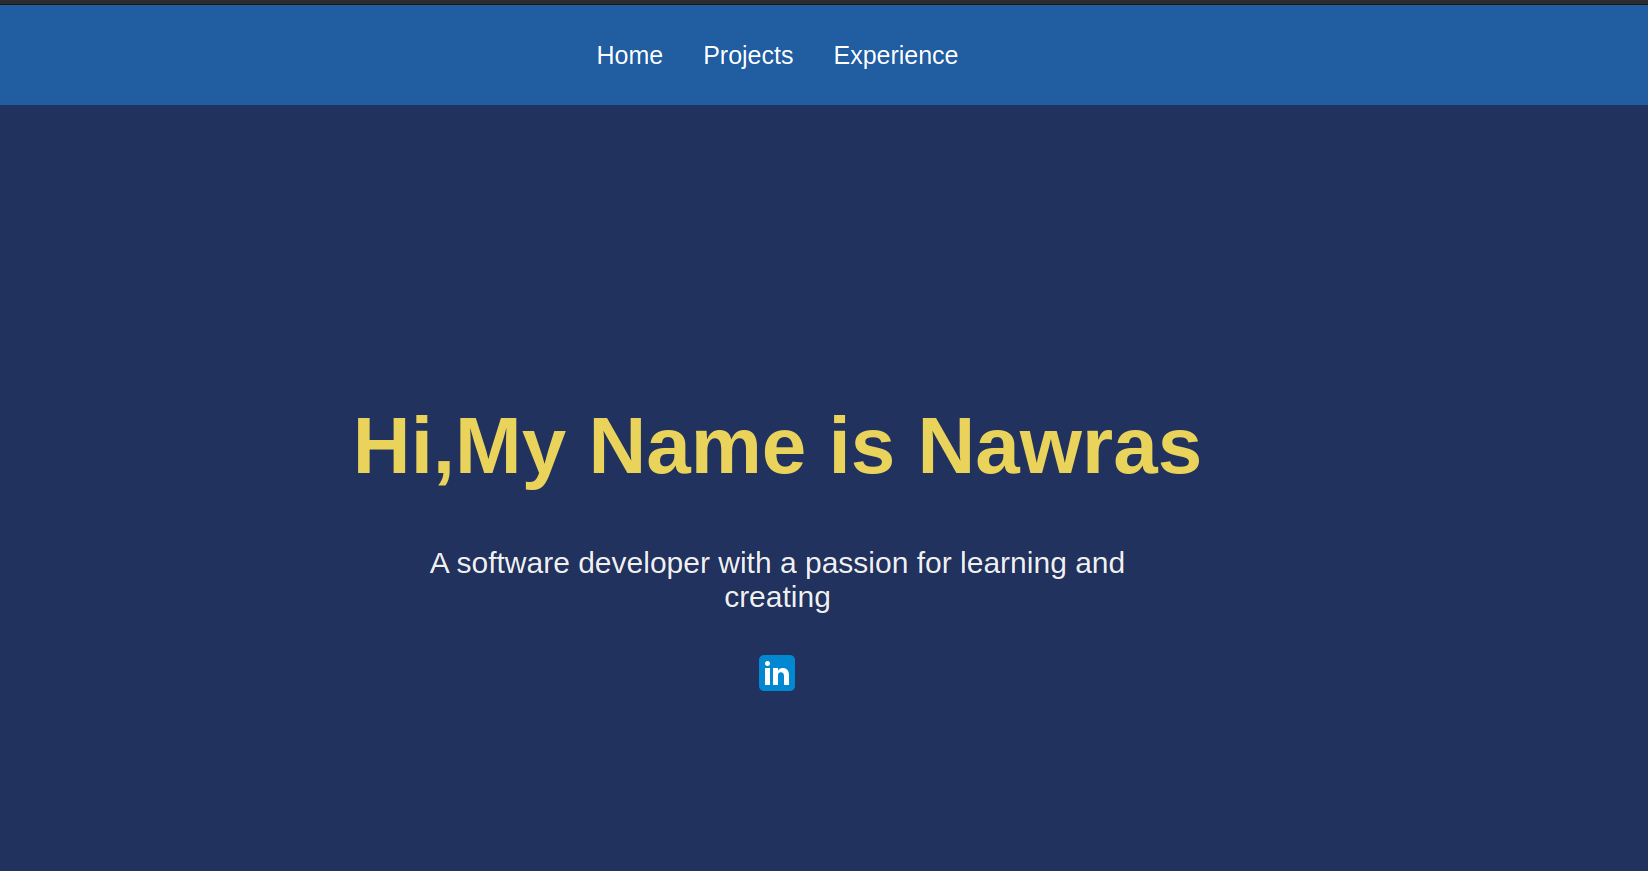 Home Projects Experience
Hi,My Name is Nawras
A software developer with a passion for learning and
creating
in